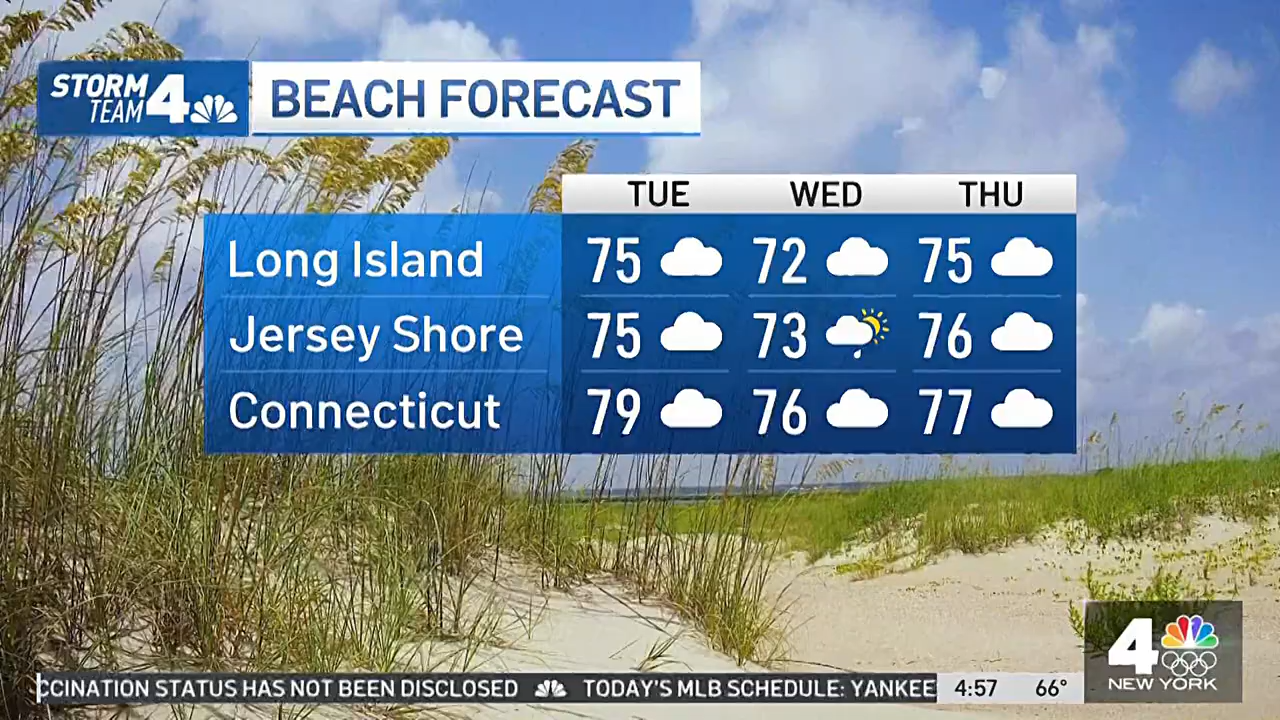 STORM TEAM 4
BEACH FORECAST
TUE WED THU
Long Island 75 72 75
Jersey Shore 75 73 76
Connecticut 79 76 77
4
NEW YORK
CCINATION STATUS HAS NOT BEEN DISCLOSED TODAY'S MLB SCHEDULE: YANKEE 4:57 66°